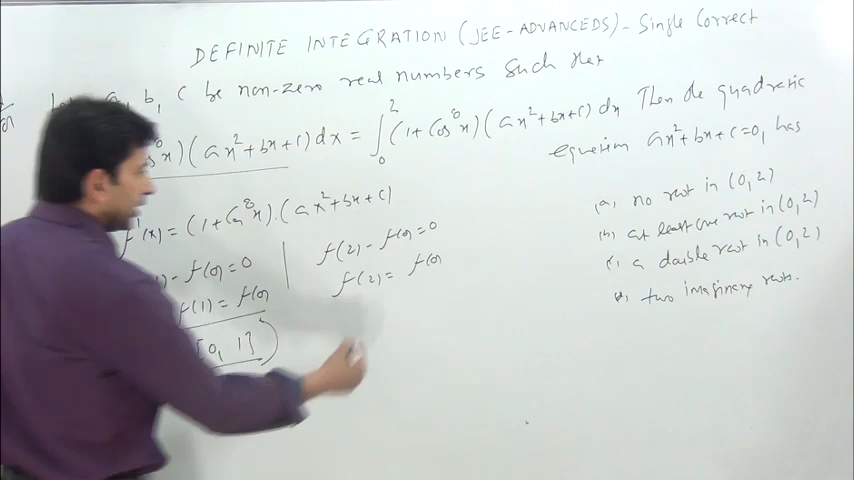 DEFINITE INTEGRATION (JEE-ADVANCEDS) - Single Correct
a, b, c be non-zero real numbers such that
x)(ax²+bx+c)dx = ∫₀² (1+Cos⁸x)(ax²+bx+c)dx Then the quadratic
equation ax²+bx+c=0, has
(a) no root in (0,2)
(b) at least one root in (0,2)
(c) a double root in (0,2)
(d) two imaginary roots.
f'(x) = (1+Cos⁸x).(ax²+bx+c)
) - f(0) = 0
f(1) = f(0)
[0, 1]
f(2) - f(0) = 0
f(2) = f(0)